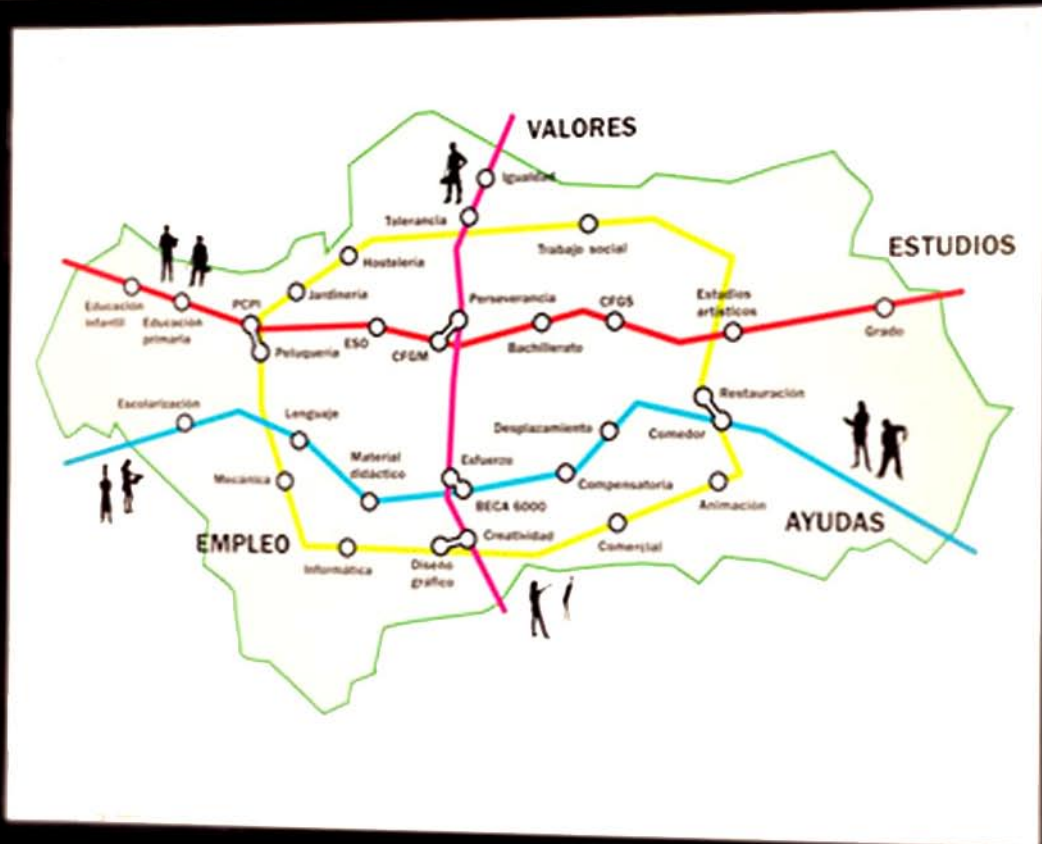 VALORES
Igualdad
Tolerancia
Trabajo social
Hostelería
ESTUDIOS
Educación
infantil
Educación
primaria
PCPI
Jardinería
Perseverancia
CFGS
Estudios
artísticos
Grado
Peluquería
ESO
CFGM
Bachillerato
Escolarización
Lenguaje
Restauración
Desplazamiento
Comedor
Material
didáctico
Mecánica
Esfuerzo
BECA 6000
Compensatoria
Animación
AYUDAS
EMPLEO
Informática
Diseño
gráfico
Creatividad
Comercial